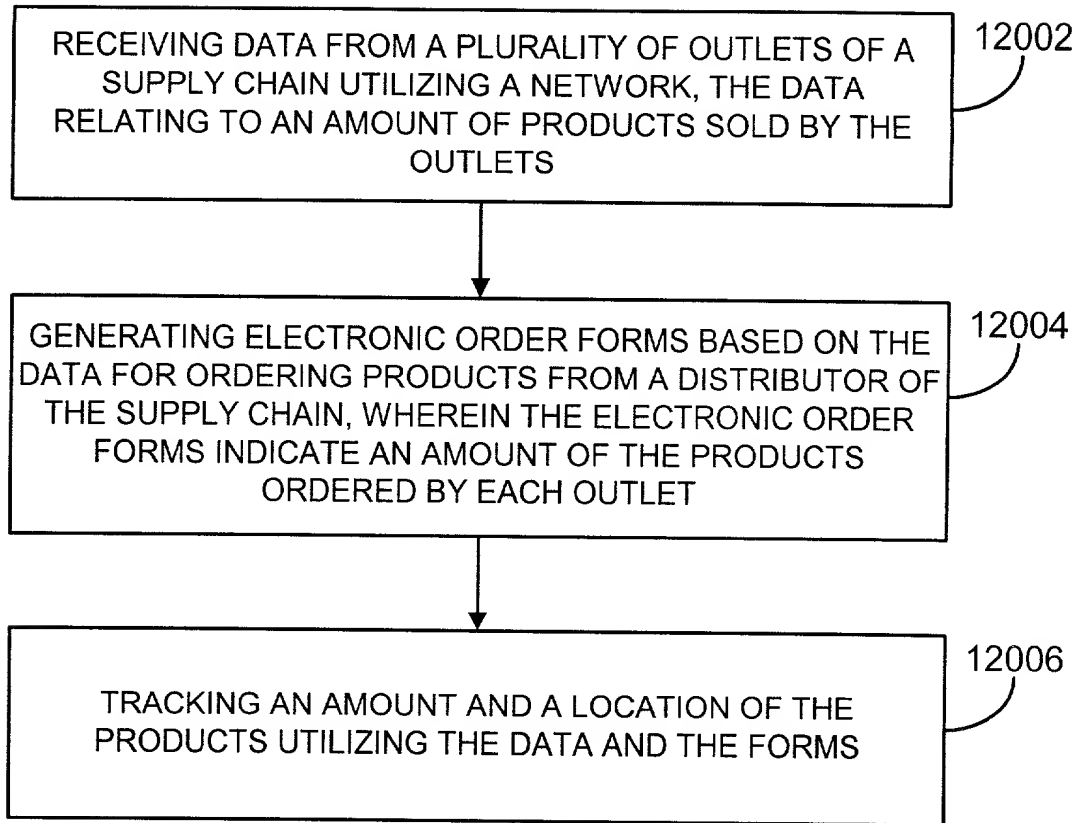 RECEIVING DATA FROM A PLURALITY OF OUTLETS OF A
SUPPLY CHAIN UTILIZING A NETWORK, THE DATA
RELATING TO AN AMOUNT OF PRODUCTS SOLD BY THE
OUTLETS
12002
GENERATING ELECTRONIC ORDER FORMS BASED ON THE
DATA FOR ORDERING PRODUCTS FROM A DISTRIBUTOR OF
THE SUPPLY CHAIN, WHEREIN THE ELECTRONIC ORDER
FORMS INDICATE AN AMOUNT OF THE PRODUCTS
ORDERED BY EACH OUTLET
12004
TRACKING AN AMOUNT AND A LOCATION OF THE
PRODUCTS UTILIZING THE DATA AND THE FORMS
12006